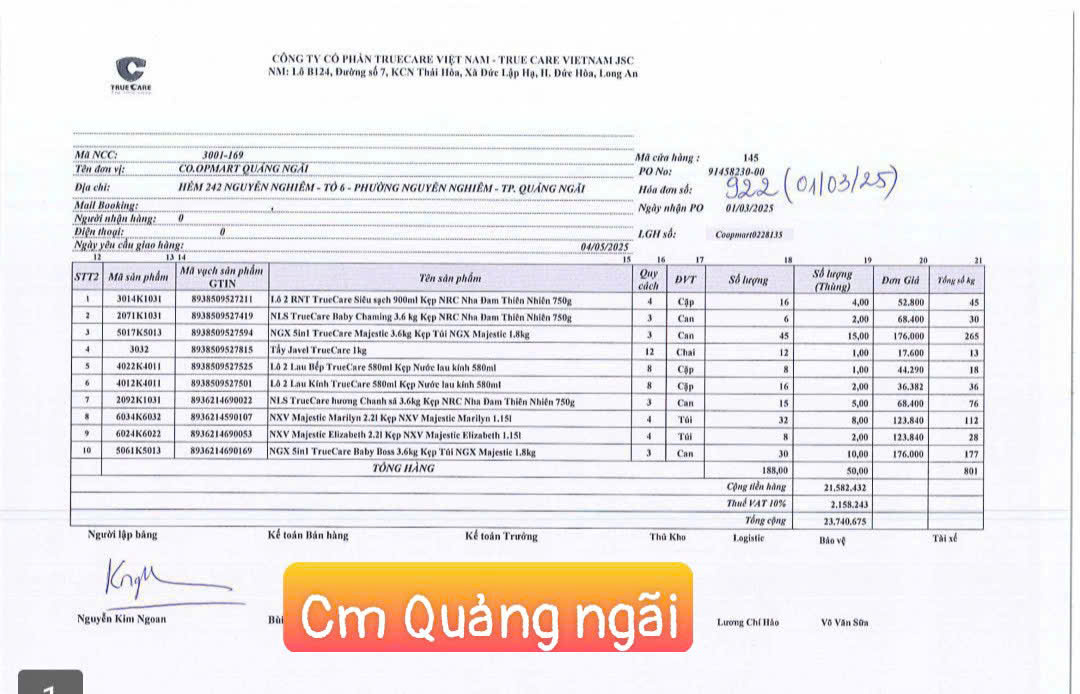 TRUE CARE
CÔNG TY CỔ PHẦN TRUECARE VIỆT NAM - TRUE CARE VIETNAM JSC
NM: Lô B124, Đường số 7, KCN Thái Hòa, Xã Đức Lập Hạ, H. Đức Hòa, Long An
Mã NCC: 3001-169
Mã cửa hàng : 145
Tên đơn vị: CO.OPMART QUẢNG NGÃI
PO No: 91458230-00
Địa chỉ: HẺM 242 NGUYỄN NGHIÊM - TỔ 6 - PHƯỜNG NGUYỄN NGHIÊM - TP. QUẢNG NGÃI
Hóa đơn số: 922 (01/03/25)
Mail Booking:
Ngày nhận PO 01/03/2025
Người nhận hàng: 0
Điện thoại: 0
LGH số: Coopmart0228135
Ngày yêu cầu giao hàng: 04/05/2025
12 13 14 15 16 17 18 19 20 21
STT2 Mã sản phẩm Mã vạch sản phẩm GTIN Tên sản phẩm Quy cách ĐVT Số lượng Số lượng (Thùng) Đơn Giá Tổng số kg
1 3014K1031 8938509527211 Lô 2 RNT TrueCare Siêu sạch 900ml Kẹp NRC Nha Đam Thiên Nhiên 750g 4 Cặp 16 4,00 52.800 45
2 2071K1031 8938509527419 NLS TrueCare Baby Chaming 3.6 kg Kẹp NRC Nha Đam Thiên Nhiên 750g 3 Can 6 2,00 68.400 30
3 5017K5013 8938509527594 NGX 5in1 TrueCare Majestic 3.6kg Kẹp Túi NGX Majestic 1.8kg 3 Can 45 15,00 176.000 265
4 3032 8938509527815 Tẩy Javel TrueCare 1kg 12 Chai 12 1,00 17.600 13
5 4022K4011 8938509527525 Lô 2 Lau Bếp TrueCare 580ml Kẹp Nước lau kính 580ml 8 Cặp 8 1,00 44.290 18
6 4012K4011 8938509527501 Lô 2 Lau Kính TrueCare 580ml Kẹp Nước lau kính 580ml 8 Cặp 16 2,00 36.382 36
7 2092K1031 8936214690022 NLS TrueCare hương Chanh sả 3.6kg Kẹp NRC Nha Đam Thiên Nhiên 750g 3 Can 15 5,00 68.400 76
8 6034K6032 8936214590107 NXV Majestic Marilyn 2.2l Kẹp NXV Majestic Marilyn 1.15l 4 Túi 32 8,00 123.840 112
9 6024K6022 8936214690053 NXV Majestic Elizabeth 2.2l Kẹp NXV Majestic Elizabeth 1.15l 4 Túi 8 2,00 123.840 28
10 5061K5013 8936214690169 NGX 5in1 TrueCare Baby Boss 3.6kg Kẹp Túi NGX Majestic 1.8kg 3 Can 30 10,00 176.000 177
TỔNG HÀNG 188,00 50,00 801
Cộng tiền hàng 21.582.432
Thuế VAT 10% 2.158.243
Tổng cộng 23.740.675
Người lập bảng Kế toán Bán hàng Kế toán Trưởng Thủ Kho Logistic Bảo vệ Tài xế
Cm Quảng ngãi
Nguyễn Kim Ngoan Bùi Lương Chí Hảo Võ Văn Sữa
1